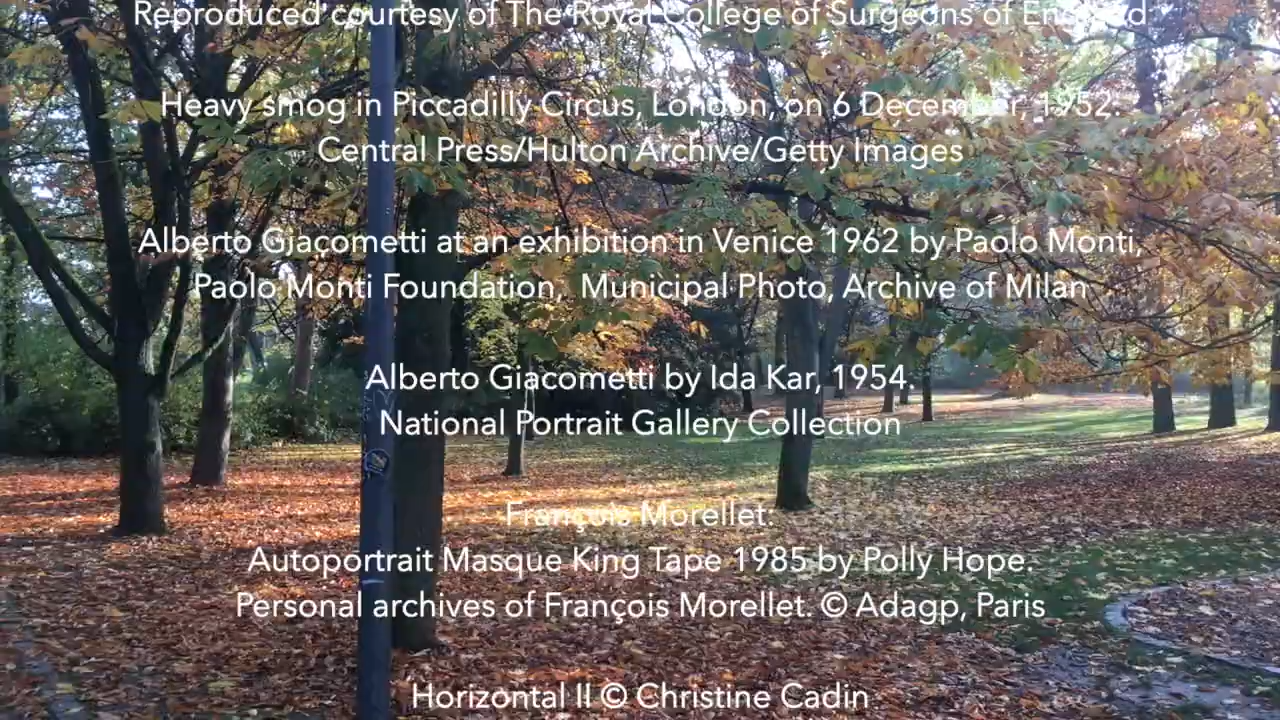 Reproduced courtesy of The Royal College of Surgeons of England
Heavy smog in Piccadilly Circus, London, on 6 December, 1952.
Central Press/Hulton Archive/Getty Images
Alberto Giacometti at an exhibition in Venice 1962 by Paolo Monti,
Paolo Monti Foundation, Municipal Photo, Archive of Milan
Alberto Giacometti by Ida Kar, 1954.
National Portrait Gallery Collection
François Morellet:
Autoportrait Masque King Tape 1985 by Polly Hope.
Personal archives of François Morellet. © Adagp, Paris
Horizontal II © Christine Cadin